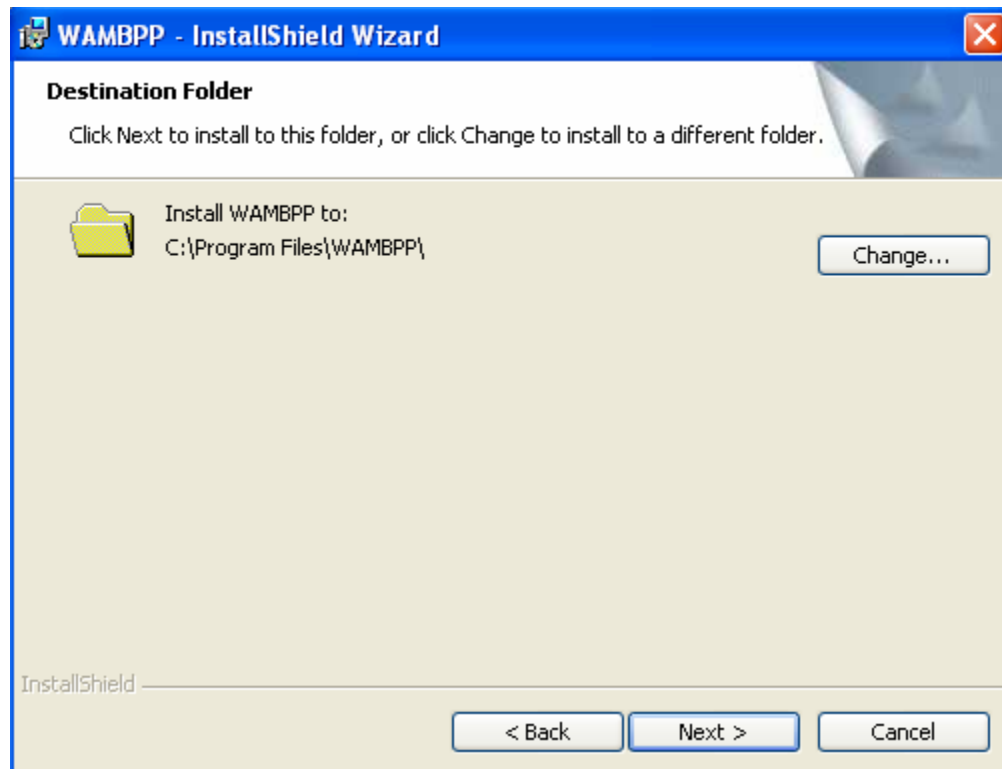 WAMBPP - InstallShield Wizard
Destination Folder
Click Next to install to this folder, or click Change to install to a different folder.
Install WAMBPP to:
C:\Program Files\WAMBPP\
Change...
InstallShield
< Back
Next >
Cancel